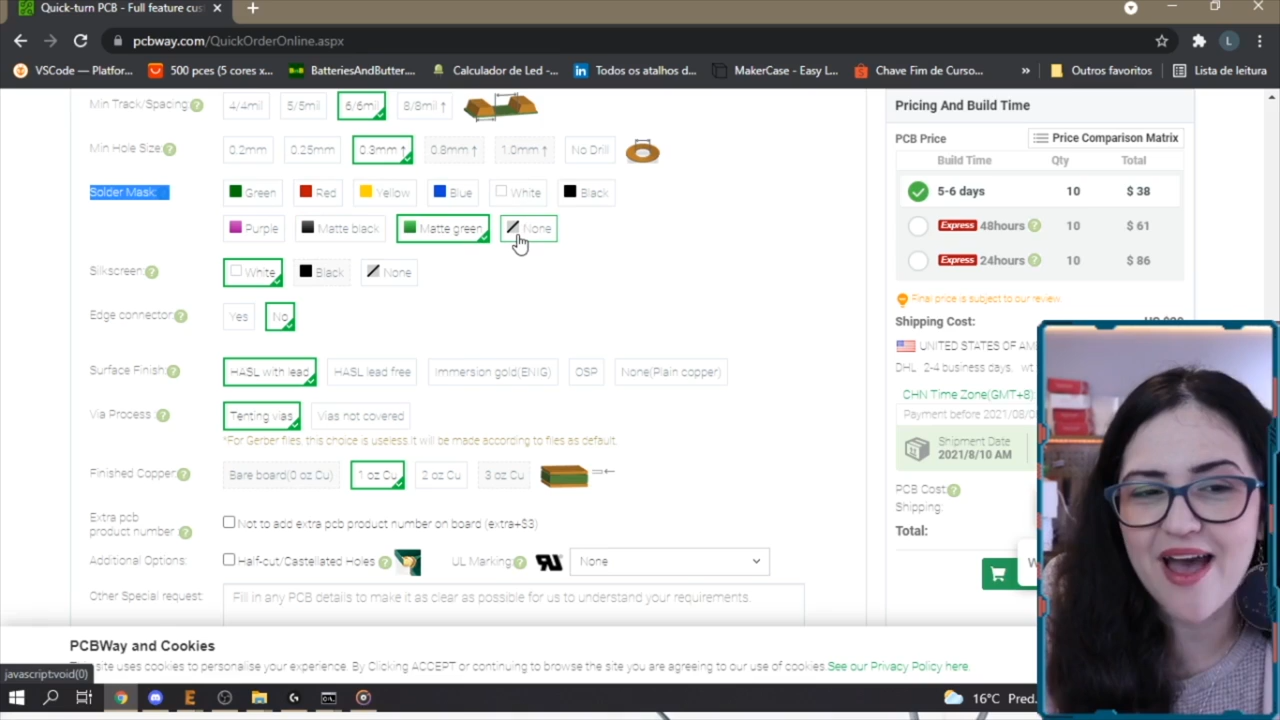 Quick-turn PCB - Full feature cus
pcbway.com/QuickOrderOnline.aspx
L
VSCode — Platfor... 500 pces (5 cores x... BatteriesAndButter.... Calculador de Led -... Todos os atalhos d... MakerCase - Easy L... Chave Fim de Curso... » Outros favoritos Lista de leitura
Min Track/Spacing ? 4/4mil 5/5mil 6/6mil 8/8mil ↑
Min Hole Size ? 0.2mm 0.25mm 0.3mm ↑ 0.8mm ↑ 1.0mm ↑ No Drill
Solder Mask: Green Red Yellow Blue White Black
Purple Matte black Matte green None
Silkscreen: ? White Black None
Edge connector: ? Yes No
Surface Finish: ? HASL with lead HASL lead free Immersion gold(ENIG) OSP None(Plain copper)
Via Process ? Tenting vias Vias not covered
*For Gerber files, this choice is useless.It will be made according to files as default.
Finished Copper: ? Bare board(0 oz Cu) 1 oz Cu 2 oz Cu 3 oz Cu
Extra pcb
product number ? Not to add extra pcb product number on board (extra+$3)
Additional Options: Half-cut/Castellated Holes ? UL Marking: ? None
Other Special request: Fill in any PCB details to make it as clear as possible for us to understand your requirements.
Pricing And Build Time
PCB Price Price Comparison Matrix
Build Time Qty Total
5-6 days 10 $ 38
Express 48hours ? 10 $ 61
Express 24hours ? 10 $ 86
Final price is subject to our review.
Shipping Cost:
UNITED STATES OF AM
DHL 2-4 business days, wt
CHN Time Zone(GMT+8):
Payment before 2021/08/0
Shipment Date
2021/8/10 AM
PCB Cost: ?
Shipping:
Total:
W
PCBWay and Cookies
site uses cookies to personalise your experience. By Clicking ACCEPT or continuing to browse the site you are agreeing to our use of cookies.See our Privacy Policy here.
javascript:void(0)
16°C Pred.